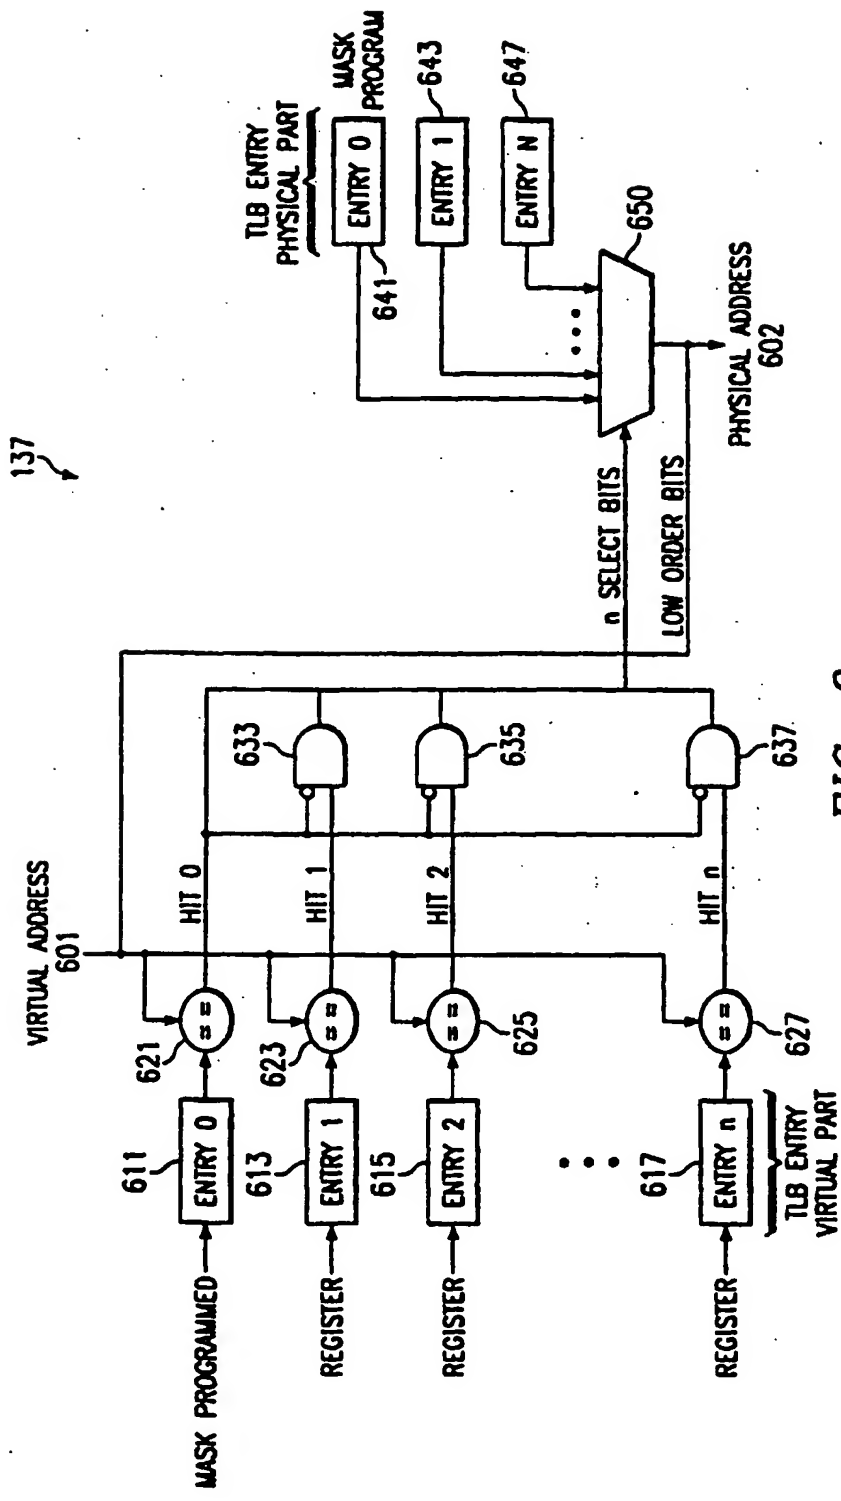 137
VIRTUAL ADDRESS
601
MASK PROGRAMMED
611
ENTRY 0
621
==
HIT 0
REGISTER
613
ENTRY 1
623
==
HIT 1
633
REGISTER
615
ENTRY 2
625
==
HIT 2
635
REGISTER
617
ENTRY n
627
==
HIT n
637
TLB ENTRY
VIRTUAL PART
n SELECT BITS
LOW ORDER BITS
TLB ENTRY
PHYSICAL PART
MASK
PROGRAM
ENTRY 0
641
ENTRY 1
643
ENTRY N
647
650
PHYSICAL ADDRESS
602